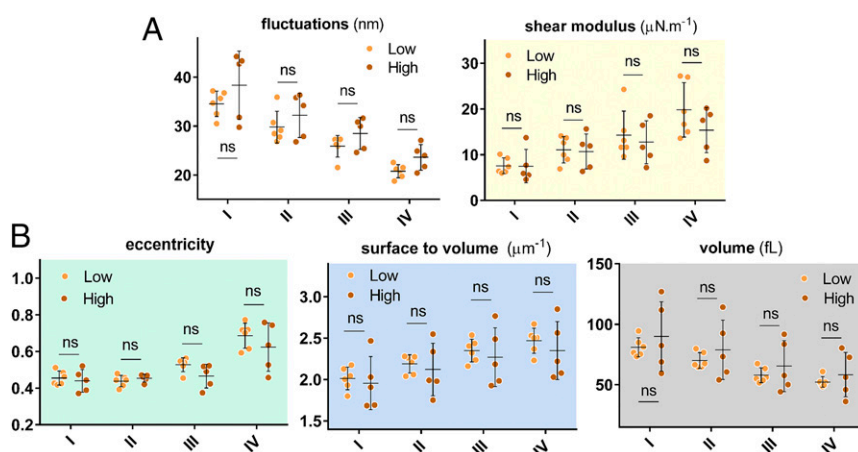 A
fluctuations (nm)
Low
High
40
30
20
ns
ns
ns
ns
I
II
III
IV
shear modulus (μN.m⁻¹)
Low
High
30
20
10
0
ns
ns
ns
ns
I
II
III
IV
B
eccentricity
Low
High
1.0
0.8
0.6
0.4
0.2
ns
ns
ns
ns
I
II
III
IV
surface to volume (μm⁻¹)
Low
High
3.0
2.5
2.0
1.5
ns
ns
ns
ns
I
II
III
IV
volume (fL)
Low
High
150
100
50
ns
ns
ns
ns
I
II
III
IV